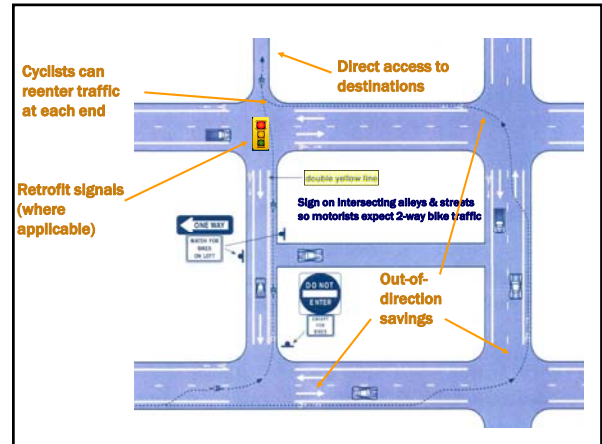 Cyclists can
reenter traffic
at each end
Direct access to
destinations
Retrofit signals
(where
applicable)
double yellow line
Sign on intersecting alleys & streets
so motorists expect 2-way bike traffic
ONE WAY
WATCH FOR
BIKES
ON LEFT
DO NOT
ENTER
EXCEPT
FOR
BIKES
Out-of-
direction
savings